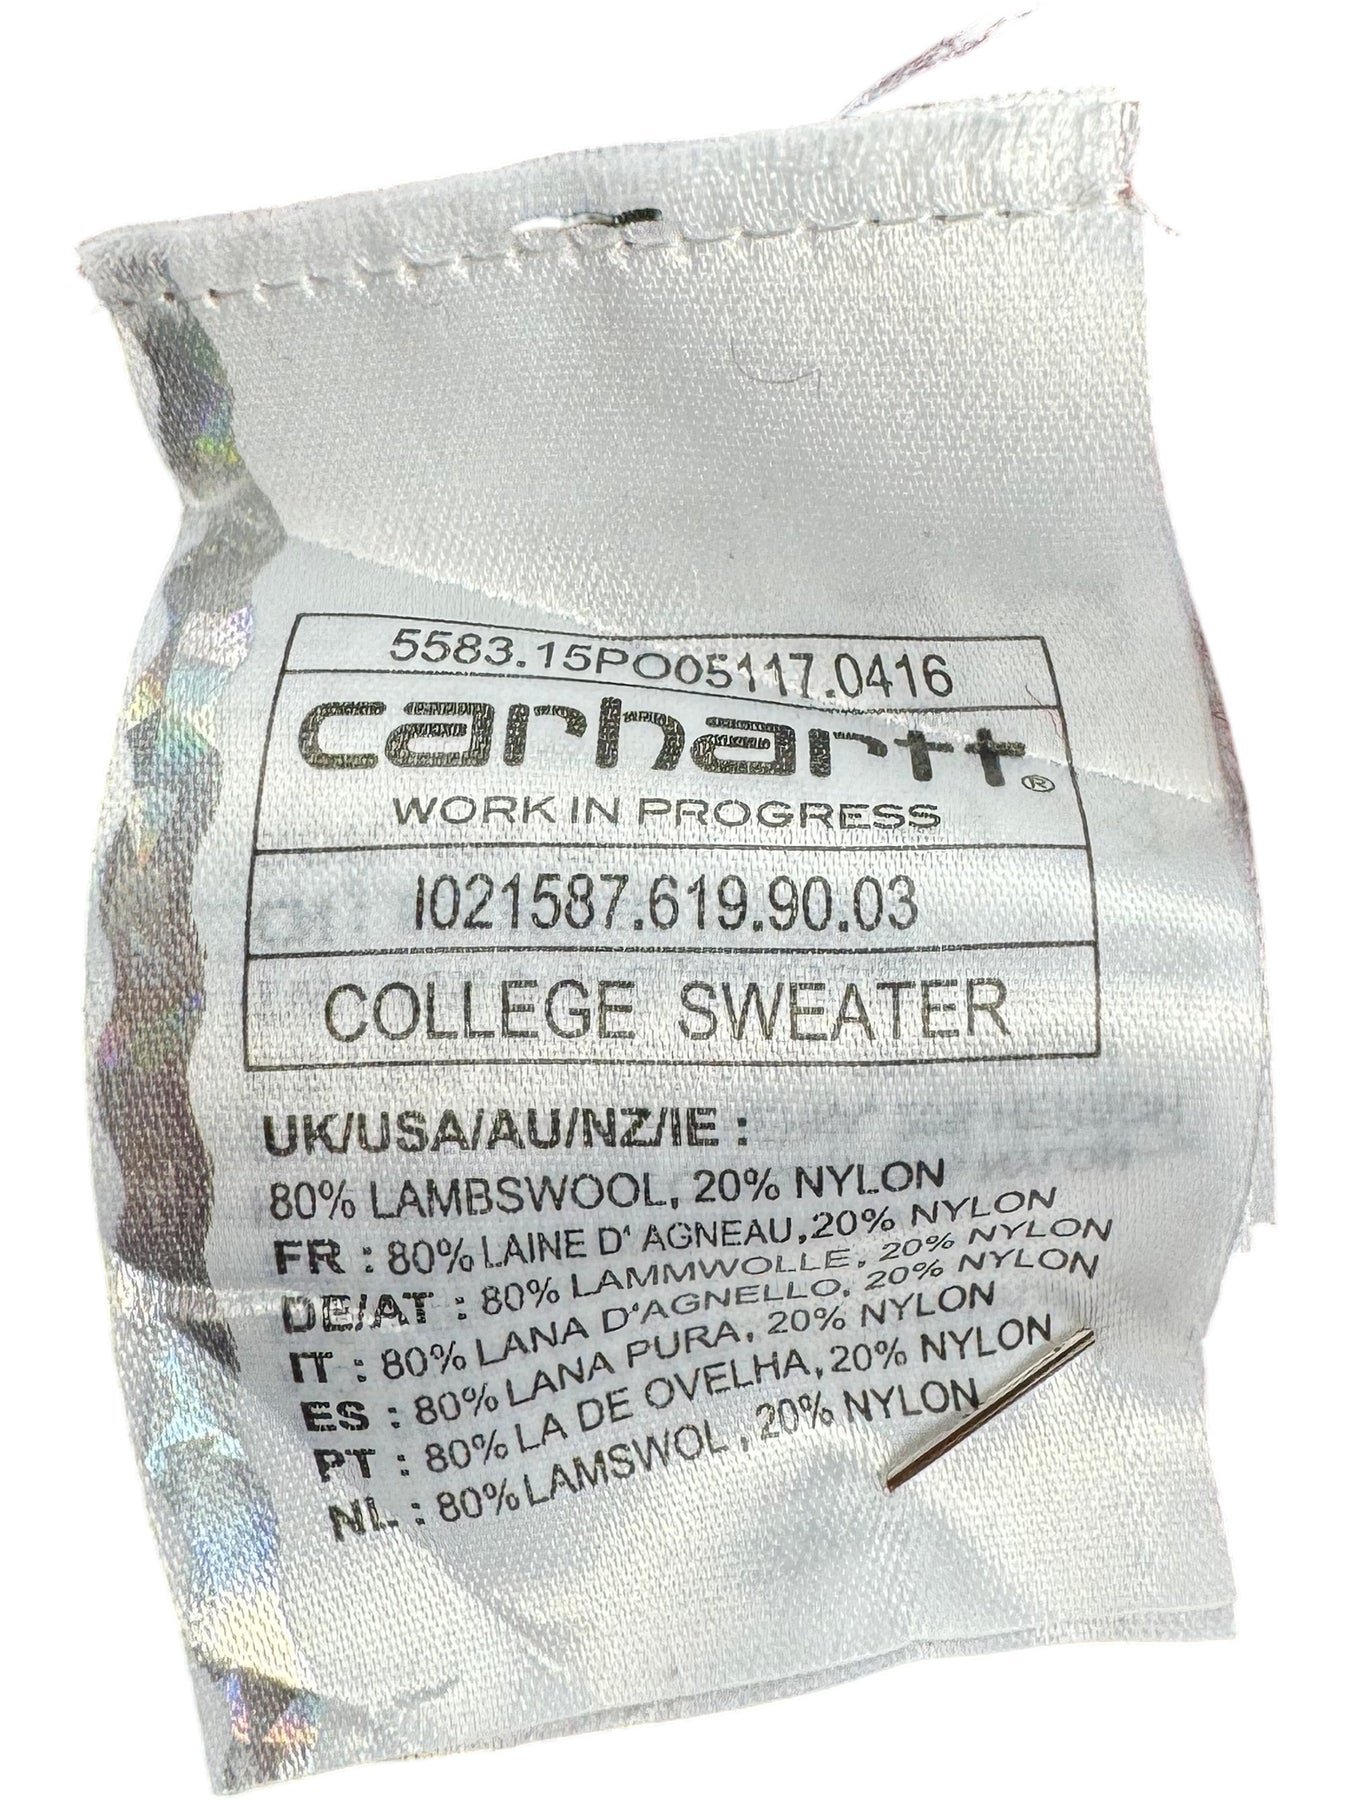 5583.15PO05117.0416
carhartt®
WORK IN PROGRESS
I021587.619.90.03
COLLEGE SWEATER
UK/USA/AU/NZ/IE :
80% LAMBSWOOL, 20% NYLON
FR : 80% LAINE D' AGNEAU,20% NYLON
DE/AT : 80% LAMMWOLLE, 20% NYLON
IT : 80% LANA D'AGNELLO, 20% NYLON
ES : 80% LANA PURA, 20% NYLON
PT : 80% LA DE OVELHA, 20% NYLON
NL : 80% LAMSWOL , 20% NYLON